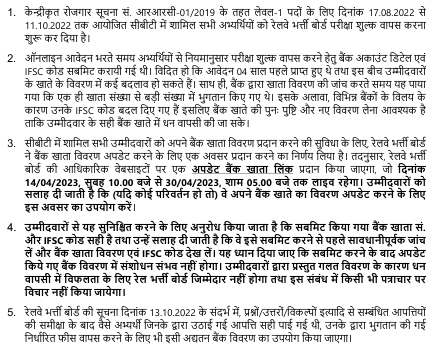 1. केन्द्रीकृत रोजगार सूचना सं. आरआरसी-01/2019 के तहत लेवल-1 पदों के लिए दिनांक 17.08.2022 से
11.10.2022 तक आयोजित सीबीटी में शामिल सभी अभ्यर्थियों को रेलवे भर्ती बोर्ड परीक्षा शुल्क वापस करना
शुरू कर दिया है।
2. ऑनलाइन आवेदन भरते समय अभ्यर्थियों से नियमानुसार परीक्षा शुल्क वापस करने हेतु बैंक अकाउंट डिटेल एवं
IFSC कोड सबमिट करायी गई थी। विदित हो कि आवेदन 04 साल पहले प्राप्त हुए थे तथा इस बीच उम्मीदवारों
के खाते के विवरण में कई बदलाव हो सकते हैं। साथ ही, बैंक द्वारा खाता विवरण की जांच करते समय यह पाया
गया कि एक ही खाता संख्या से बड़ी संख्या में भुगतान किए गए थे। इसके अलावा, विभिन्न बैंकों के विलय के
कारण उनके IFSC कोड बदल दिए गए हैं इसलिए बैंक खाते की पुनः पुष्टि और नए विवरण लेना आवश्यक है
ताकि उम्मीदवार के सही बैंक खाते में धन वापसी की जा सके।
3. सीबीटी में शामिल सभी उम्मीदवारों को अपने बैंक खाता विवरण प्रदान करने की सुविधा के लिए, रेलवे भर्ती बोर्ड
ने बैंक खाता विवरण अपडेट करने के लिए एक अवसर प्रदान करने का निर्णय लिया है। तदनुसार, रेलवे भर्ती
बोर्ड की आधिकारिक वेबसाइटों पर एक अपडेट बैंक खाता लिंक प्रदान किया जाएगा, जो दिनांक
14/04/2023, सुबह 10.00 बजे से 30/04/2023, शाम 05.00 बजे तक लाइव रहेगा। उम्मीदवारों को
सलाह दी जाती है कि (यदि कोई परिवर्तन हो तो) वे अपने बैंक खाते का विवरण अपडेट करने के लिए
इस अवसर का उपयोग करें।
4. उम्मीदवारों से यह सुनिश्चित करने के लिए अनुरोध किया जाता है कि सबमिट किया गया बैंक खाता सं.
और IFSC कोड सही है तथा उन्हें सलाह दी जाती है कि वे इसे सबमिट करने से पहले सावधानीपूर्वक जांच
लें और बैंक खाता विवरण एवं IFSC कोड देख लें। यह ध्यान दिया जाए कि सबमिट करने के बाद अपडेट
किये गए बैंक विवरण में संशोधन संभव नहीं होगा। उम्मीदवारों द्वारा प्रस्तुत गलत विवरण के कारण धन
वापसी में विफलता के लिए रेल भर्ती बोर्ड जिम्मेदार नहीं होगा तथा इस संबंध में किसी भी पत्राचार पर
विचार नहीं किया जायेगा।
5. रेलवे भर्ती बोर्ड की सूचना दिनांक 13.10.2022 के संदर्भ में, प्रश्नों/उत्तरों/विकल्पों इत्यादि से सम्बंधित आपत्तियों
की समीक्षा के बाद वैसे अभ्यर्थी जिनके द्वारा उठाई गई आपत्ति सही पाई गई थी, उनके द्वारा भुगतान की गई
निर्धारित फीस वापस करने के लिए भी इसी अद्यतन बैंक विवरण का उपयोग किया जाएगा।